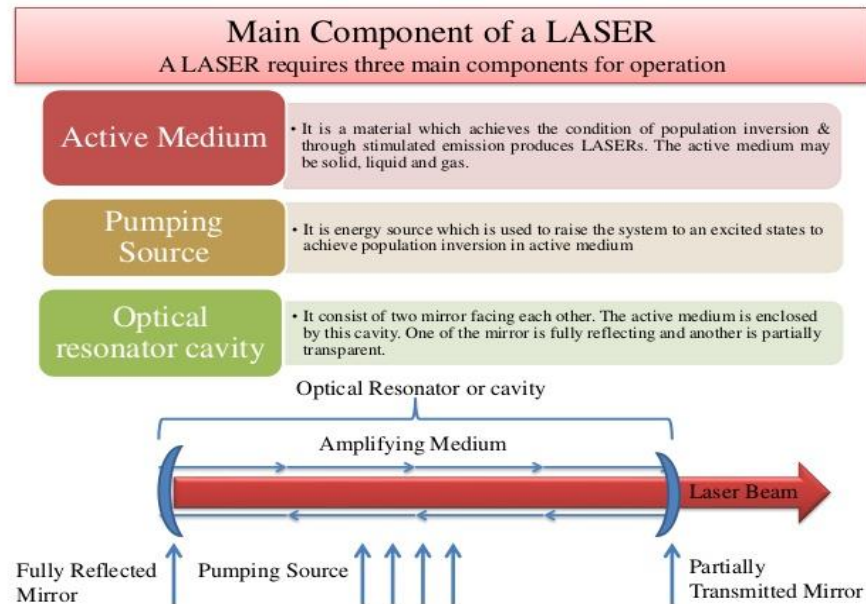 Main Component of a LASER
A LASER requires three main components for operation
Active Medium
• It is a material which achieves the condition of population inversion &
through stimulated emission produces LASERs. The active medium may
be solid, liquid and gas.
Pumping
Source
• It is energy source which is used to raise the system to an excited states to
achieve population inversion in active medium
Optical
resonator cavity
• It consist of two mirror facing each other. The active medium is enclosed
by this cavity. One of the mirror is fully reflecting and another is partially
transparent.
Optical Resonator or cavity
Amplifying Medium
Laser Beam
Fully Reflected
Mirror
Pumping Source
Partially
Transmitted Mirror